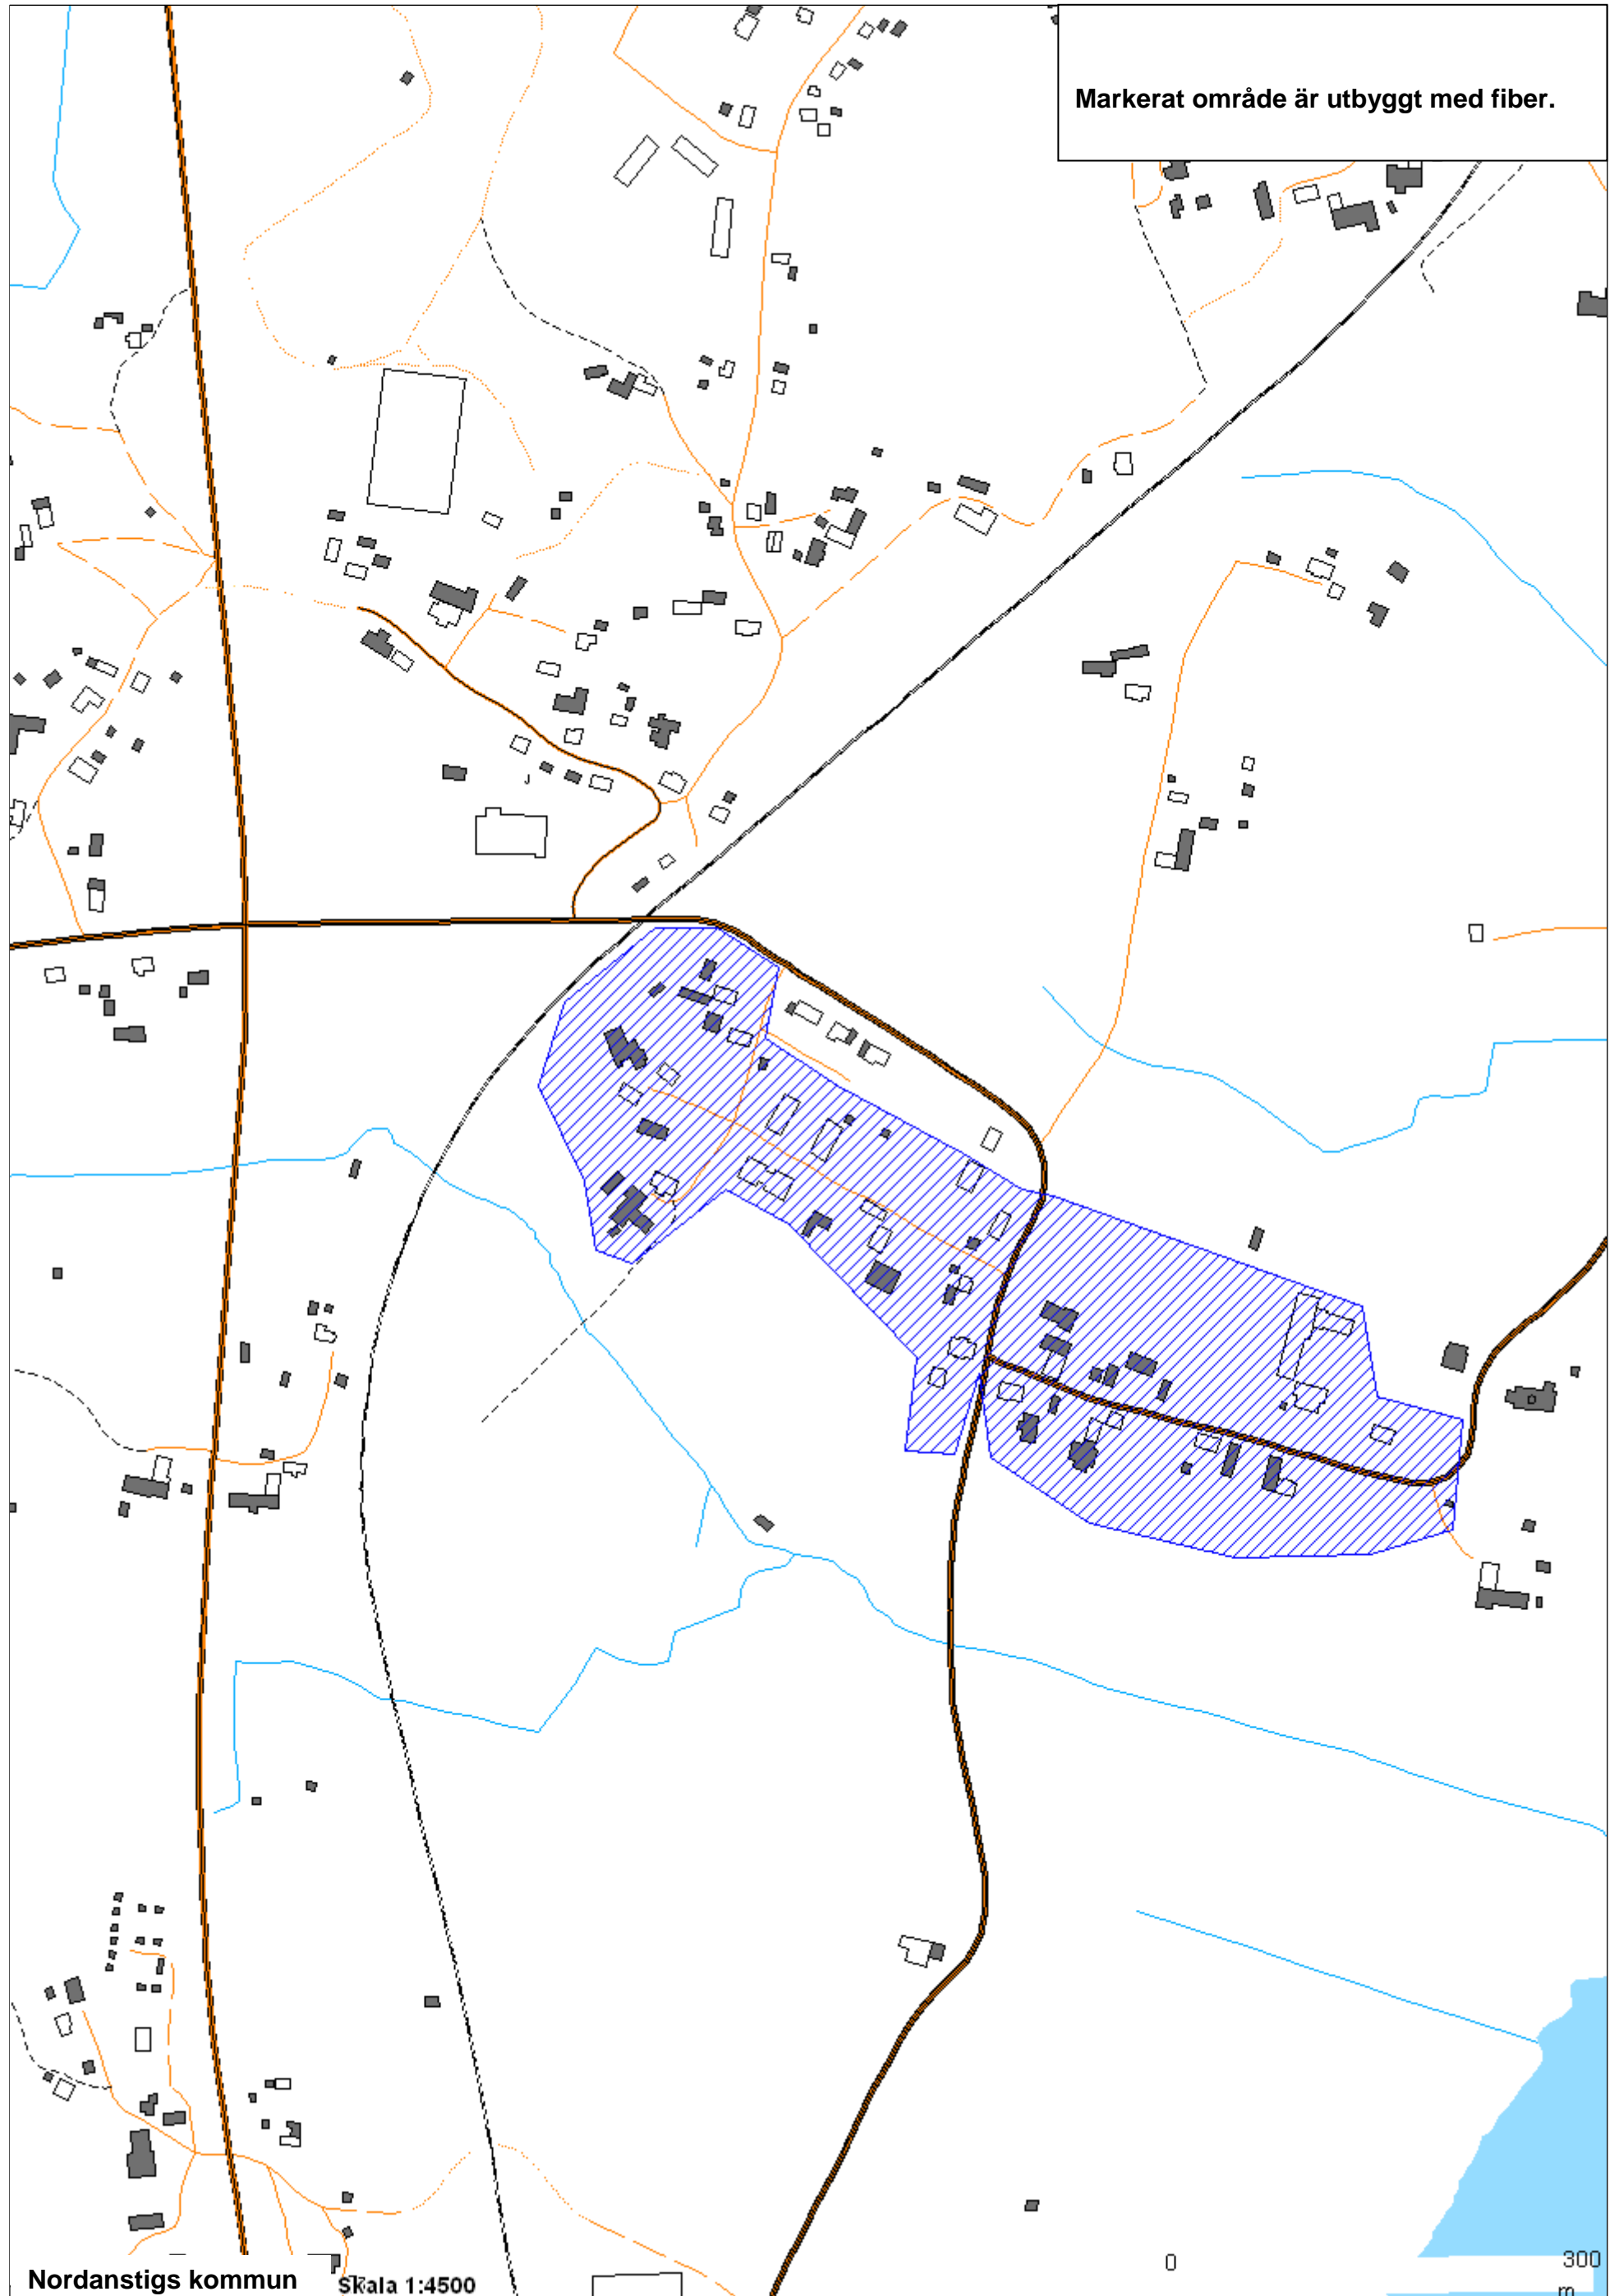 Markerat område är utbyggt med fiber.
0
300
m
Nordanstigs kommun
Skala 1:4500